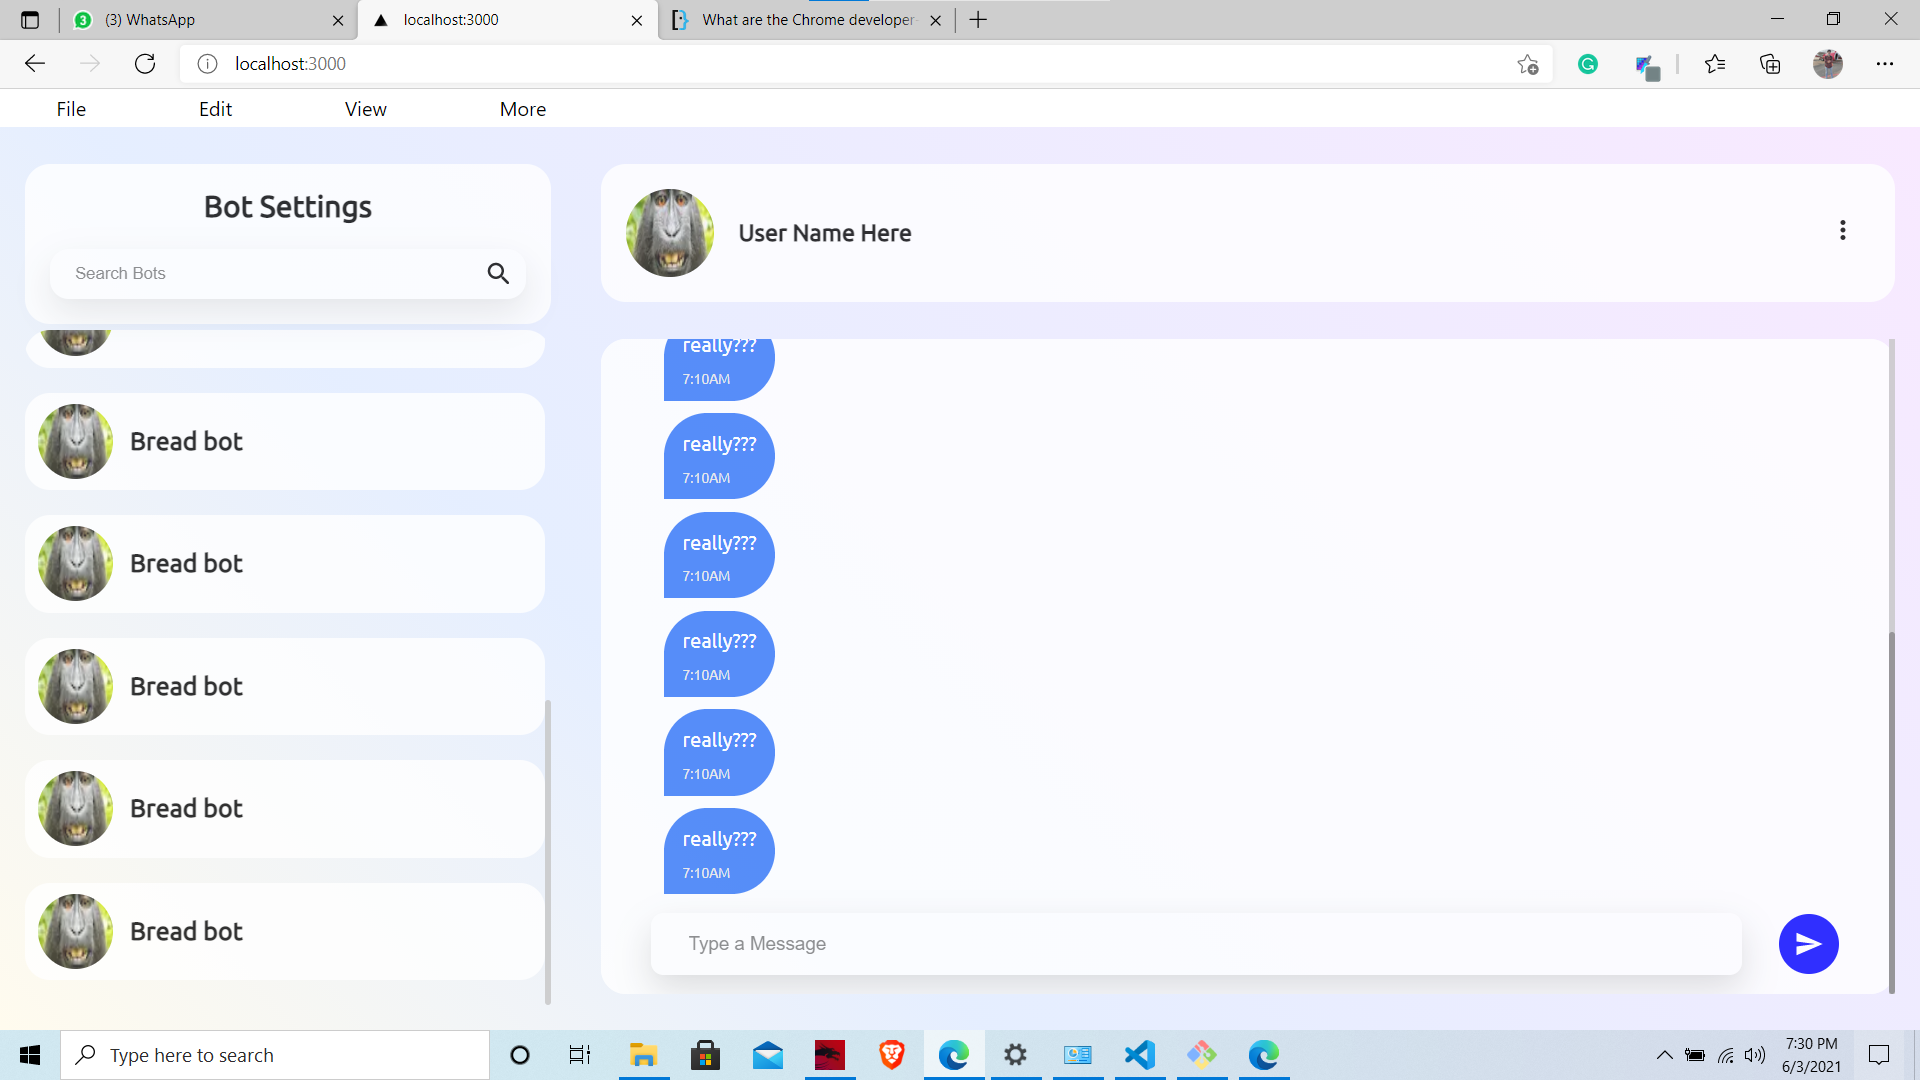 3
(3) WhatsApp
localhost:3000
What are the Chrome developer
localhost:3000
File
Edit
View
More
Bot Settings
Search Bots
User Name Here
really???
7:10AM
really???
7:10AM
really???
7:10AM
really???
7:10AM
really???
7:10AM
really???
7:10AM
Bread bot
Bread bot
Bread bot
Bread bot
Bread bot
Type a Message
Type here to search
7:30 PM
6/3/2021